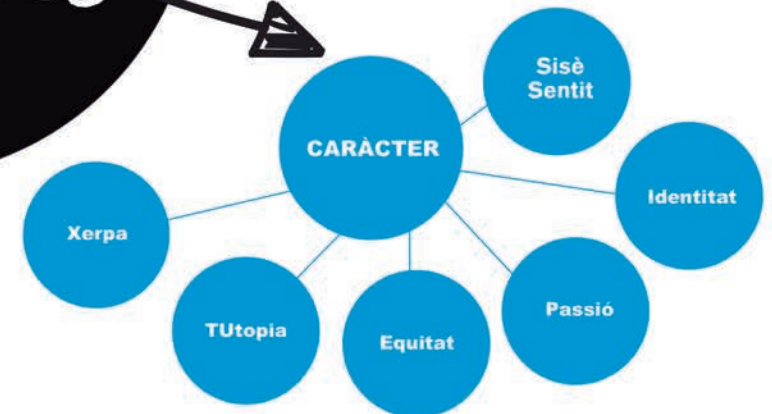 CARÀCTER
Sisè
Sentit
Identitat
Passió
Equitat
TUtopia
Xerpa